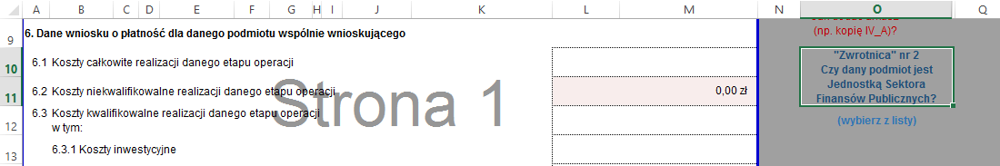 A B C D E F G H I J K L M N O Q
(np. kopię IV_A)?
9 6. Dane wniosku o płatność dla danego podmiotu wspólnie wnioskującego
10 6.1 Koszty całkowite realizacji danego etapu operacji
11 6.2 Koszty niekwalifikowalne realizacji danego etapu operacji 0,00 zł
"Zwrotnica" nr 2
Czy dany podmiot jest
Jednostką Sektora
Finansów Publicznych?
Strona 1
12 6.3 Koszty kwalifikowalne realizacji danego etapu operacji
w tym:
(wybierz z listy)
13 6.3.1 Koszty inwestycyjne